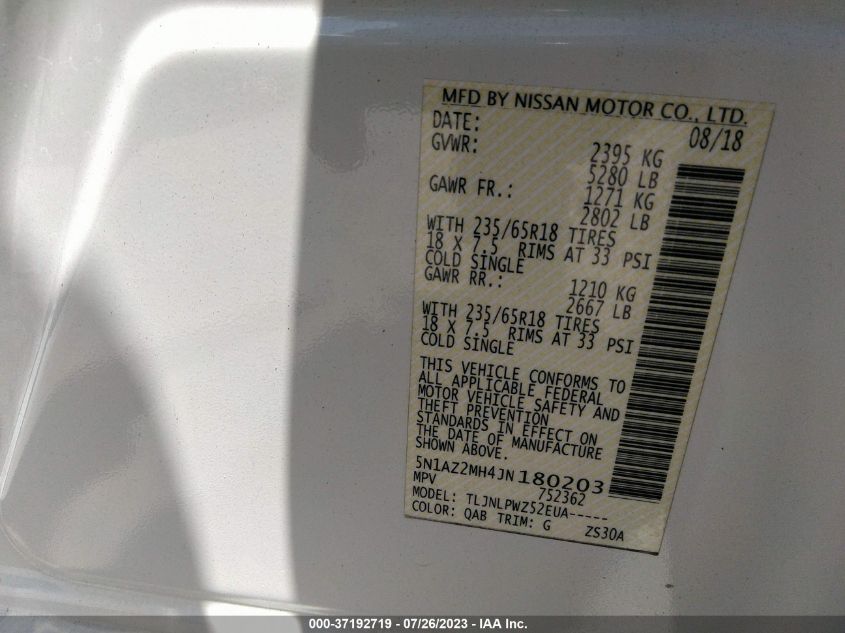 MFD BY NISSAN MOTOR CO., LTD.
DATE: 08/18
GVWR: 2395 KG
5280 LB
GAWR FR.: 1271 KG
2802 LB
WITH 235/65R18 TIRES
18 X 7.5 RIMS AT 33 PSI
COLD SINGLE
GAWR RR.: 1210 KG
2667 LB
WITH 235/65R18 TIRES
18 X 7.5 RIMS AT 33 PSI
COLD SINGLE
THIS VEHICLE CONFORMS TO
ALL APPLICABLE FEDERAL
MOTOR VEHICLE SAFETY AND
THEFT PREVENTION
STANDARDS IN EFFECT ON
THE DATE OF MANUFACTURE
SHOWN ABOVE.
5N1AZ2MH4JN180203
MPV 752362
MODEL: TLJNLPWZ52EUA-----
COLOR: QAB TRIM: G ZS30A
000-37192719 - 07/26/2023 - IAA Inc.